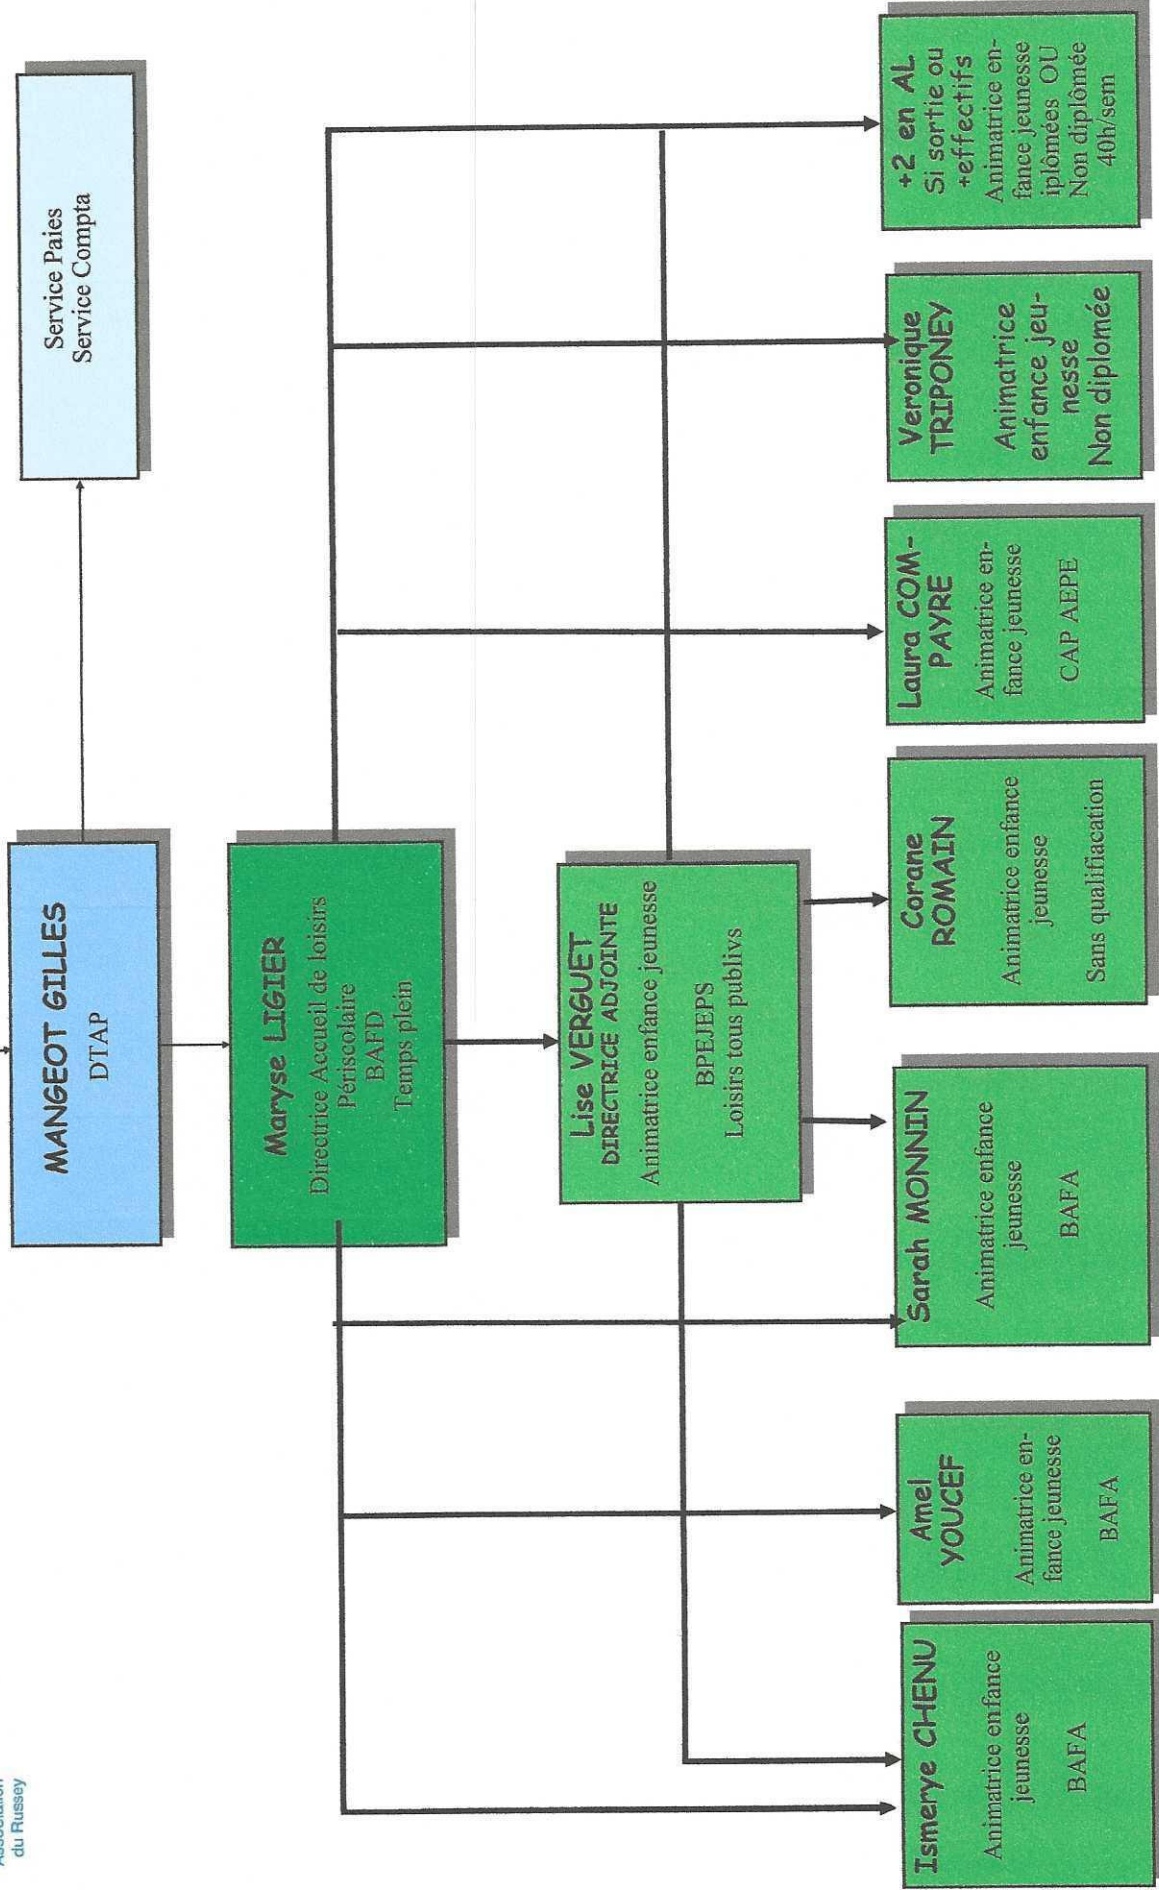 Association
du Russey
MANGEOT GILLES
DTAP
Service Paies
Service Compta
Maryse LIGIER
Directrice Accueil de loisirs
Périscolaire
BAFD
Temps plein
Lise VERGUET
DIRECTRICE ADJOINTE
Animatrice enfance jeunesse
BPEJEPS
Loisirs tous publivs
Ismerye CHENU
Animatrice enfance
jeunesse
BAFA
Amel
YOUCEF
Animatrice en-
fance jeunesse
BAFA
Sarah MONNIN
Animatrice enfance
jeunesse
BAFA
Corane
ROMAIN
Animatrice enfance
jeunesse
Sans qualifiacation
Laura COM-
PAYRE
Animatrice en-
fance jeunesse
CAP AEPE
Veronique
TRIPONEY
Animatrice
enfance jeu-
nesse
Non diplomée
+2 en AL
Si sortie ou
+effectifs
Animatrice en-
fance jeunesse
iplômées OU
Non diplômée
40h/sem